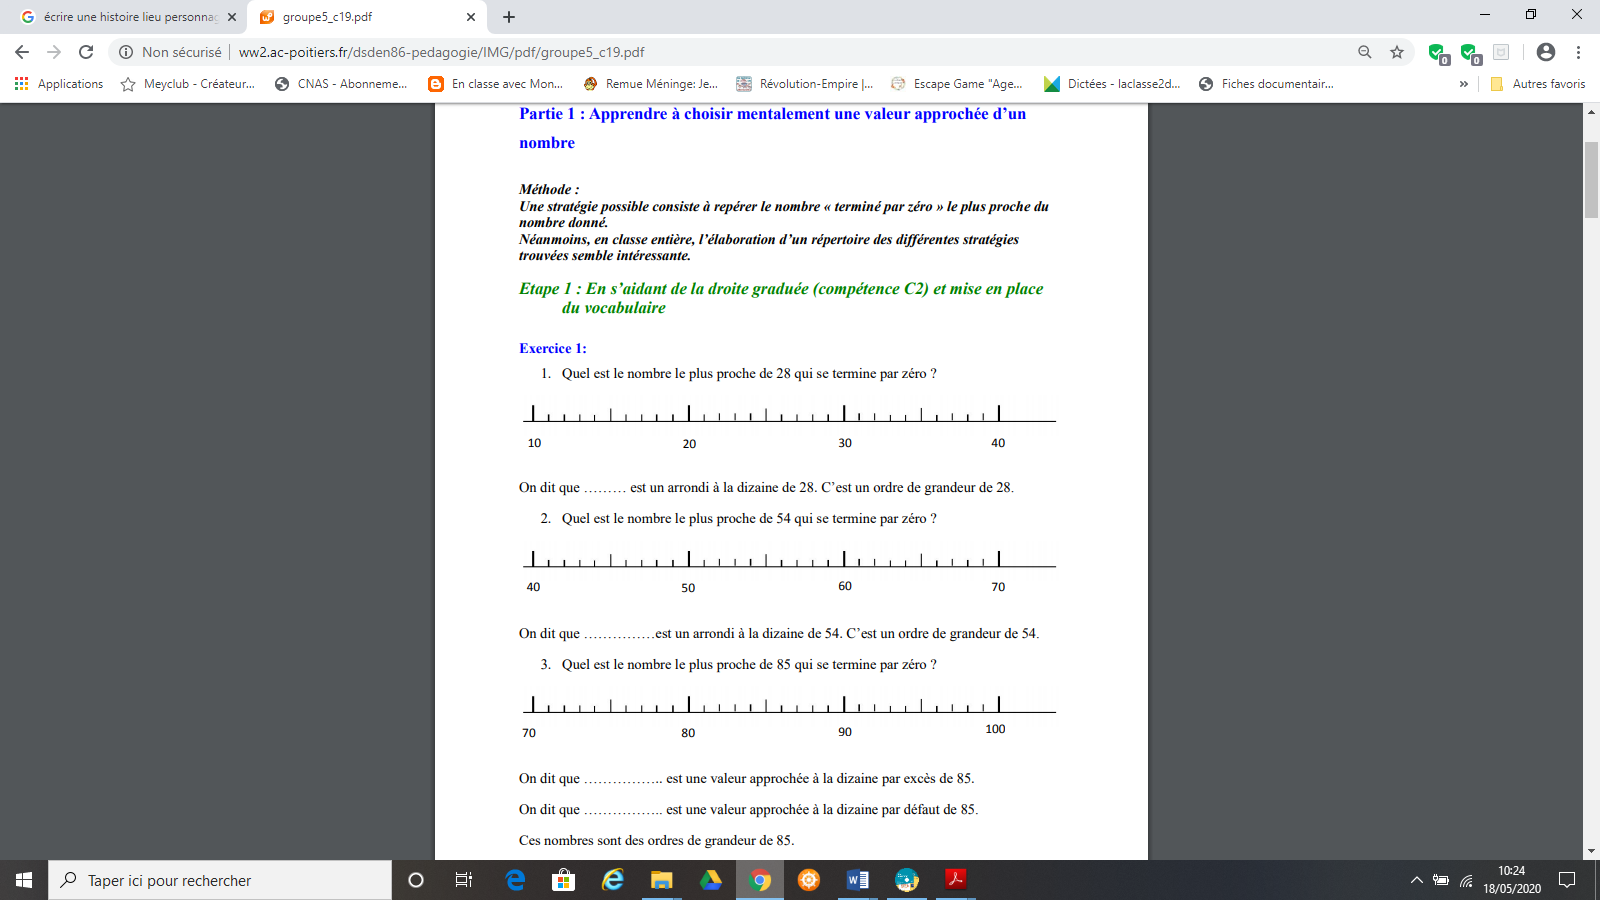 écrire une histoire lieu personnag
groupe5_c19.pdf
Non sécurisé | ww2.ac-poitiers.fr/dsden86-pedagogie/IMG/pdf/groupe5_c19.pdf
Applications Meyclub - Créateur... CNAS - Abonneme... En classe avec Mon... Remue Méninge: Je... Révolution-Empire |... Escape Game "Age... Dictées - laclasse2d... Fiches documentair... » Autres favoris
Partie 1 : Apprendre à choisir mentalement une valeur approchée d’un
nombre
Méthode :
Une stratégie possible consiste à repérer le nombre « terminé par zéro » le plus proche du
nombre donné.
Néanmoins, en classe entière, l’élaboration d’un répertoire des différentes stratégies
trouvées semble intéressante.
Etape 1 : En s’aidant de la droite graduée (compétence C2) et mise en place
du vocabulaire
Exercice 1:
1. Quel est le nombre le plus proche de 28 qui se termine par zéro ?
10 20 30 40
On dit que ……… est un arrondi à la dizaine de 28. C’est un ordre de grandeur de 28.
2. Quel est le nombre le plus proche de 54 qui se termine par zéro ?
40 50 60 70
On dit que ……………est un arrondi à la dizaine de 54. C’est un ordre de grandeur de 54.
3. Quel est le nombre le plus proche de 85 qui se termine par zéro ?
70 80 90 100
On dit que …………….. est une valeur approchée à la dizaine par excès de 85.
On dit que …………….. est une valeur approchée à la dizaine par défaut de 85.
Ces nombres sont des ordres de grandeur de 85.
Taper ici pour rechercher
10:24
18/05/2020